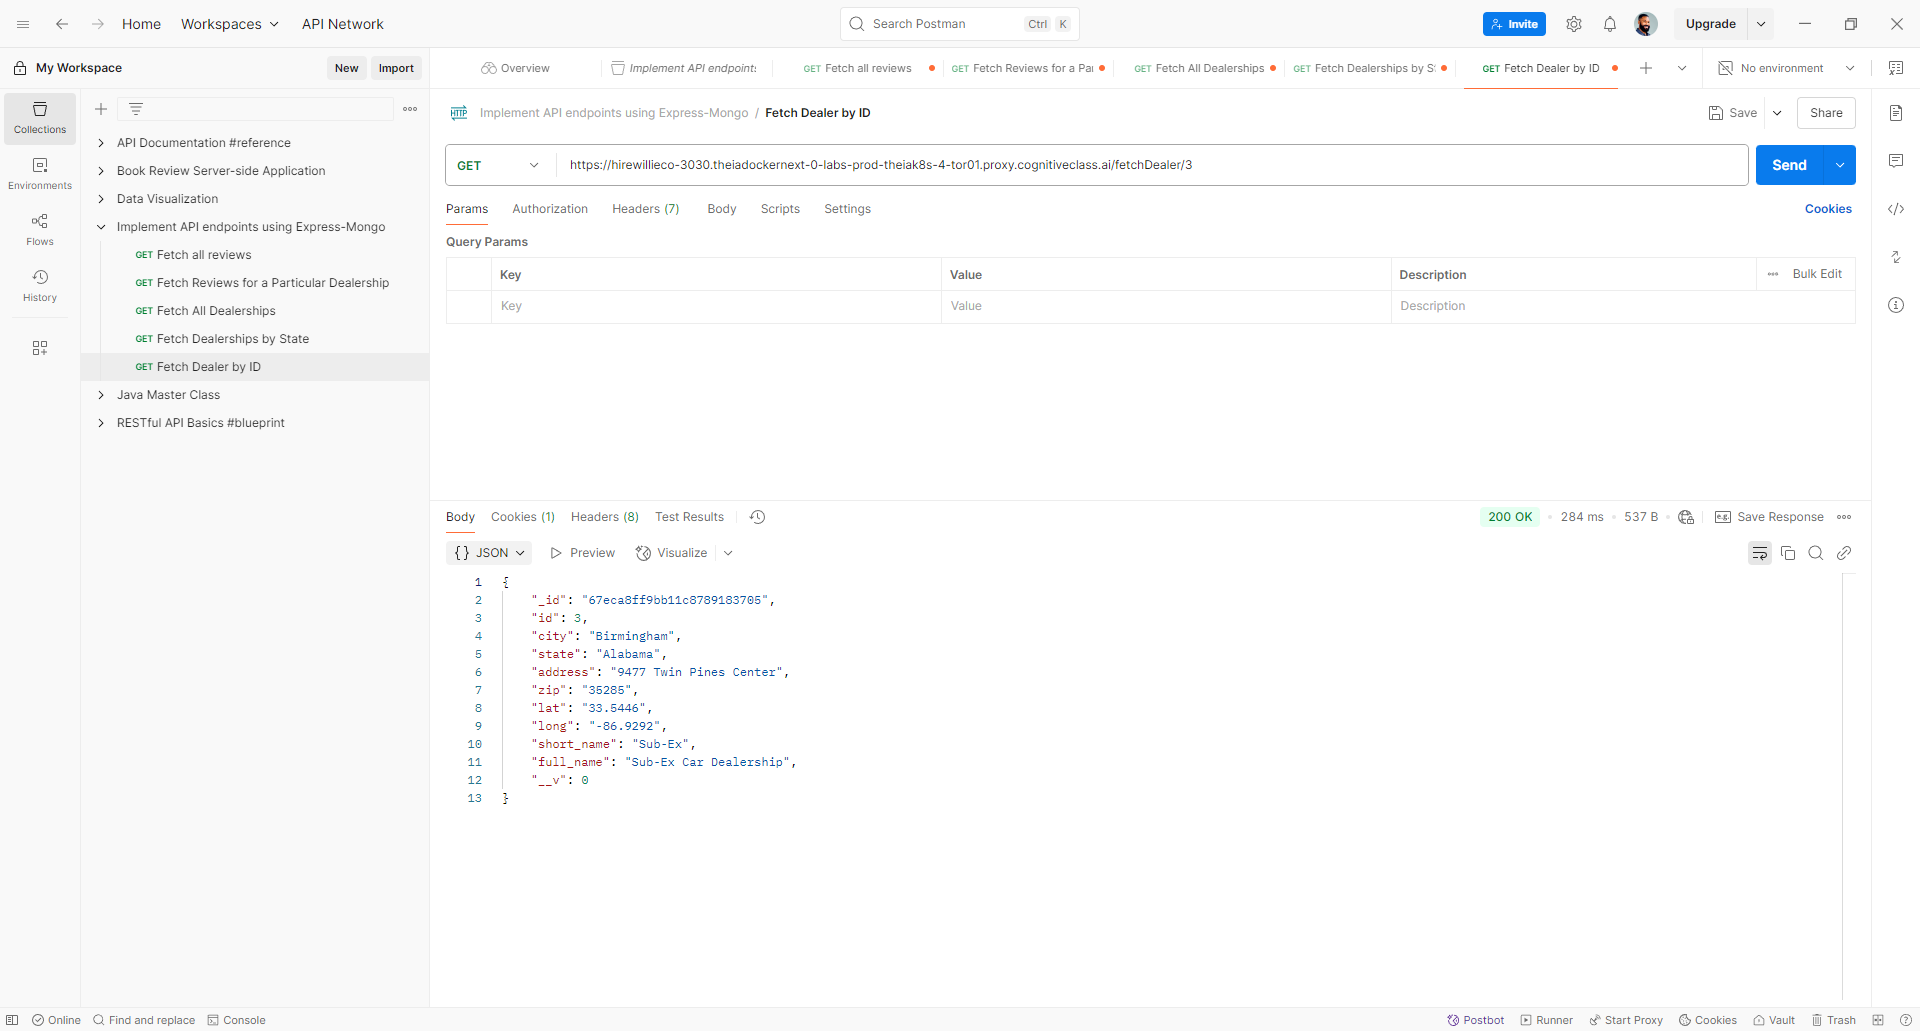 Home
Workspaces
API Network
Search Postman
Ctrl
K
Invite
Upgrade
My Workspace
New
Import
Overview
Implement API endpoints
GET Fetch all reviews
GET Fetch Reviews for a Pa
GET Fetch All Dealerships
GET Fetch Dealerships by S
GET Fetch Dealer by ID
No environment
Collections
Environments
Flows
History
API Documentation #reference
Book Review Server-side Application
Data Visualization
Implement API endpoints using Express-Mongo
GET Fetch all reviews
GET Fetch Reviews for a Particular Dealership
GET Fetch All Dealerships
GET Fetch Dealerships by State
GET Fetch Dealer by ID
Java Master Class
RESTful API Basics #blueprint
HTTP
Implement API endpoints using Express-Mongo / Fetch Dealer by ID
Save
Share
GET
https://hirewillieco-3030.theiadockernext-0-labs-prod-theiak8s-4-tor01.proxy.cognitiveclass.ai/fetchDealer/3
Send
Params
Authorization
Headers (7)
Body
Scripts
Settings
Cookies
Query Params
Key
Value
Description
Bulk Edit
Key
Value
Description
Body
Cookies (1)
Headers (8)
Test Results
200 OK
284 ms
537 B
e.g.
Save Response
{} JSON
Preview
Visualize
1 {
2 "_id": "67eca8ff9bb11c8789183705",
3 "id": 3,
4 "city": "Birmingham",
5 "state": "Alabama",
6 "address": "9477 Twin Pines Center",
7 "zip": "35285",
8 "lat": "33.5446",
9 "long": "-86.9292",
10 "short_name": "Sub-Ex",
11 "full_name": "Sub-Ex Car Dealership",
12 "__v": 0
13 }
Online
Find and replace
Console
Postbot
Runner
Start Proxy
Cookies
Vault
Trash